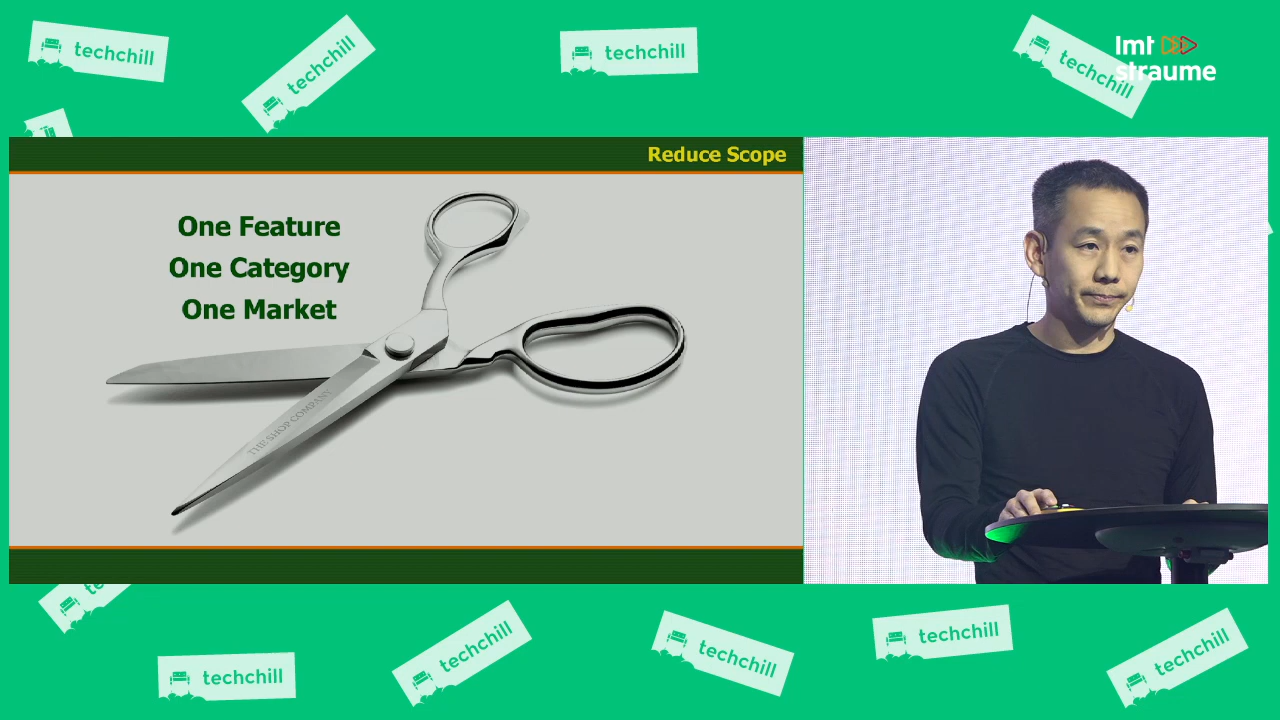 techchill
techchill
techchill
techchill
lmt
straume
Reduce Scope
One Feature
One Category
One Market
THE SHOP COMPANY
techchill
techchill
techchill
techchill
techchill